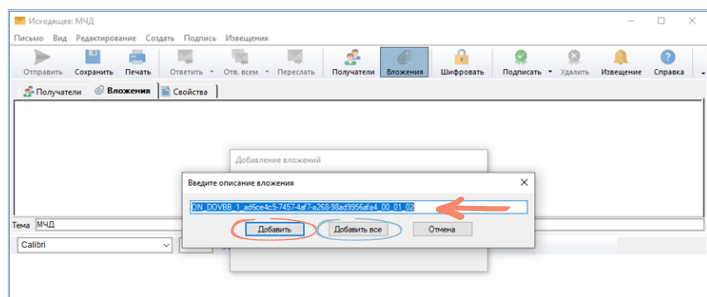 Исходящее: МЧД
Письмо Вид Редактирование Создать Подпись Извещения
Отправить Сохранить Печать Ответить Отв. всем Переслать Получатели Вложения Шифровать Подписать Удалить Извещение Справка
Получатели Вложения Свойства
Добавление вложений
Введите описание вложения
ON_DOVBB_1_ad6ce4c5-7457-4af7-a268-98ad9956afa4_00_01_02
Добавить Добавить все Отмена
Тема МЧД
Calibri